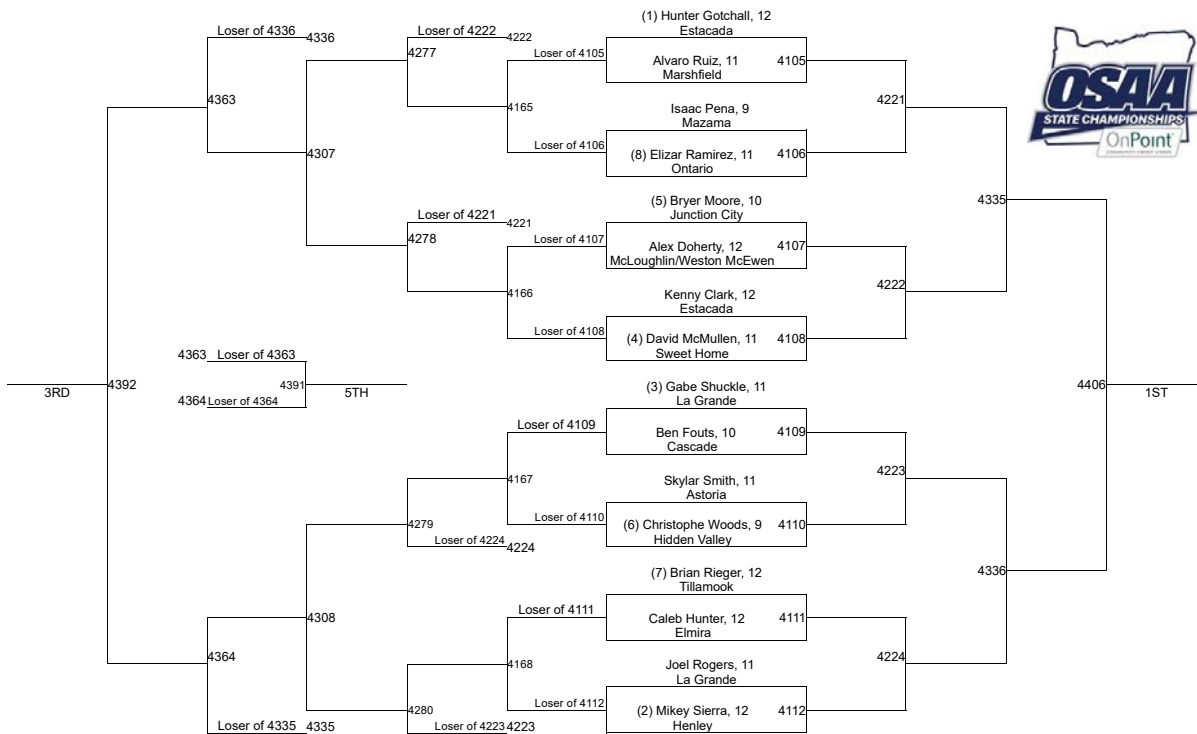 (1) Hunter Gotchall, 12
Estacada
Loser of 4336 4336
Loser of 4222 4222
4277
Loser of 4105
Alvaro Ruiz, 11
Marshfield
4105
4363
4165
4221
Isaac Pena, 9
Mazama
4307
Loser of 4106
(8) Elizar Ramirez, 11
Ontario
4106
OSAA
STATE CHAMPIONSHIPS
OnPoint
(5) Bryer Moore, 10
Junction City
4335
Loser of 4221 4221
4278
Loser of 4107
Alex Doherty, 12
McLoughlin/Weston McEwen
4107
4166
4222
Kenny Clark, 12
Estacada
Loser of 4108
(4) David McMullen, 11
Sweet Home
4108
4363 Loser of 4363
3RD
4392
4391
5TH
4364 Loser of 4364
(3) Gabe Shuckle, 11
La Grande
4406
1ST
Loser of 4109
Ben Fouts, 10
Cascade
4109
4167
4223
Skylar Smith, 11
Astoria
4279
Loser of 4110
(6) Christophe Woods, 9
Hidden Valley
4110
Loser of 4224 4224
(7) Brian Rieger, 12
Tillamook
4336
4308
Loser of 4111
Caleb Hunter, 12
Elmira
4111
4364
4168
4224
Joel Rogers, 11
La Grande
4280
Loser of 4112
(2) Mikey Sierra, 12
Henley
4112
Loser of 4335 4335
Loser of 4223 4223